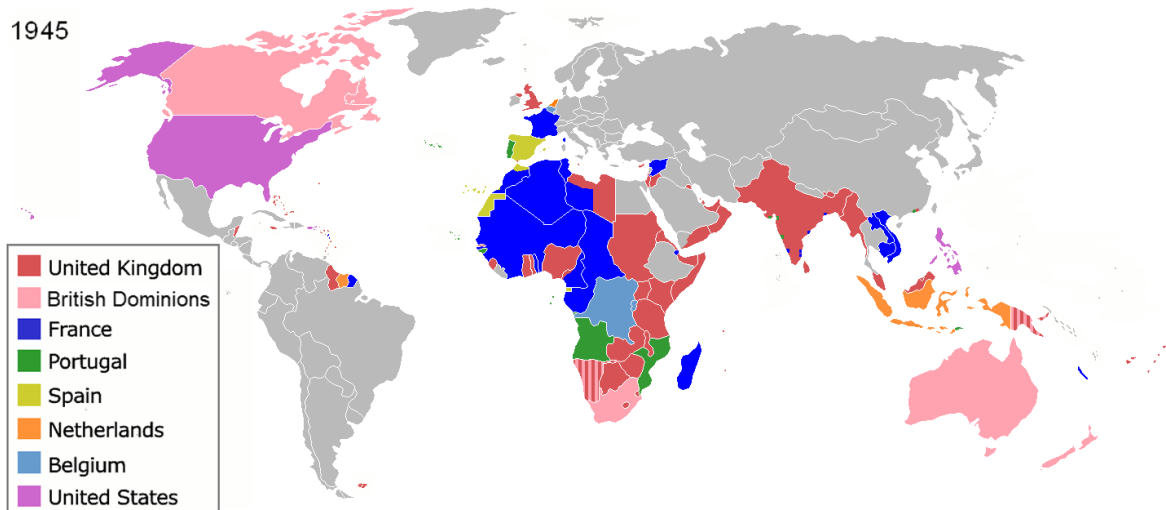 1945
United Kingdom
British Dominions
France
Portugal
Spain
Netherlands
Belgium
United States